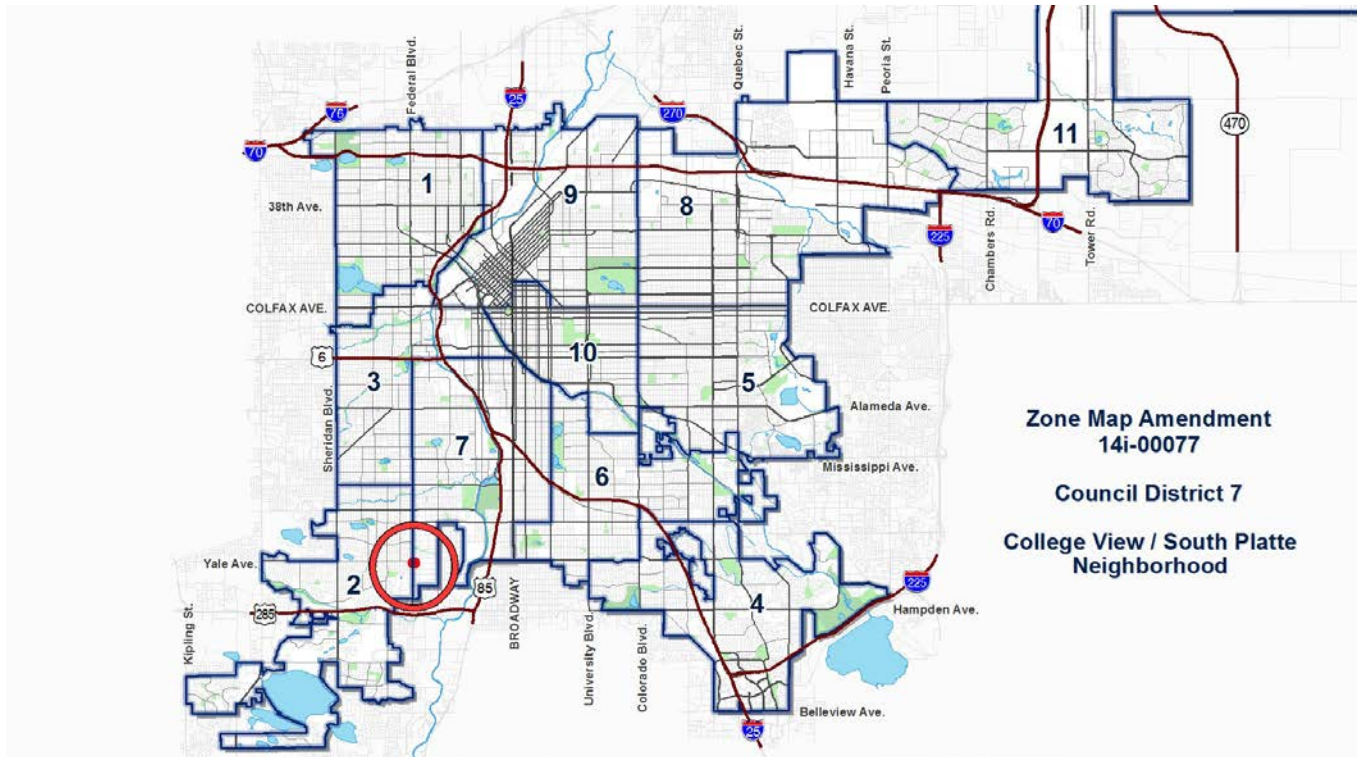 Federal Blvd.
Quebec St.
Havana St.
Peoria St.
76
25
270
70
470
11
1
9
8
38th Ave.
225
70
Chambers Rd.
Tower Rd.
COLFAX AVE.
COLFAX AVE.
6
10
3
5
Sheridan Blvd.
Alameda Ave.
7
6
Mississippi Ave.
Yale Ave.
2
85
BROADWAY
225
4
Hampden Ave.
285
Kipling St.
University Blvd.
Colorado Blvd.
Belleview Ave.
25
Zone Map Amendment
14i-00077
Council District 7
College View / South Platte
Neighborhood